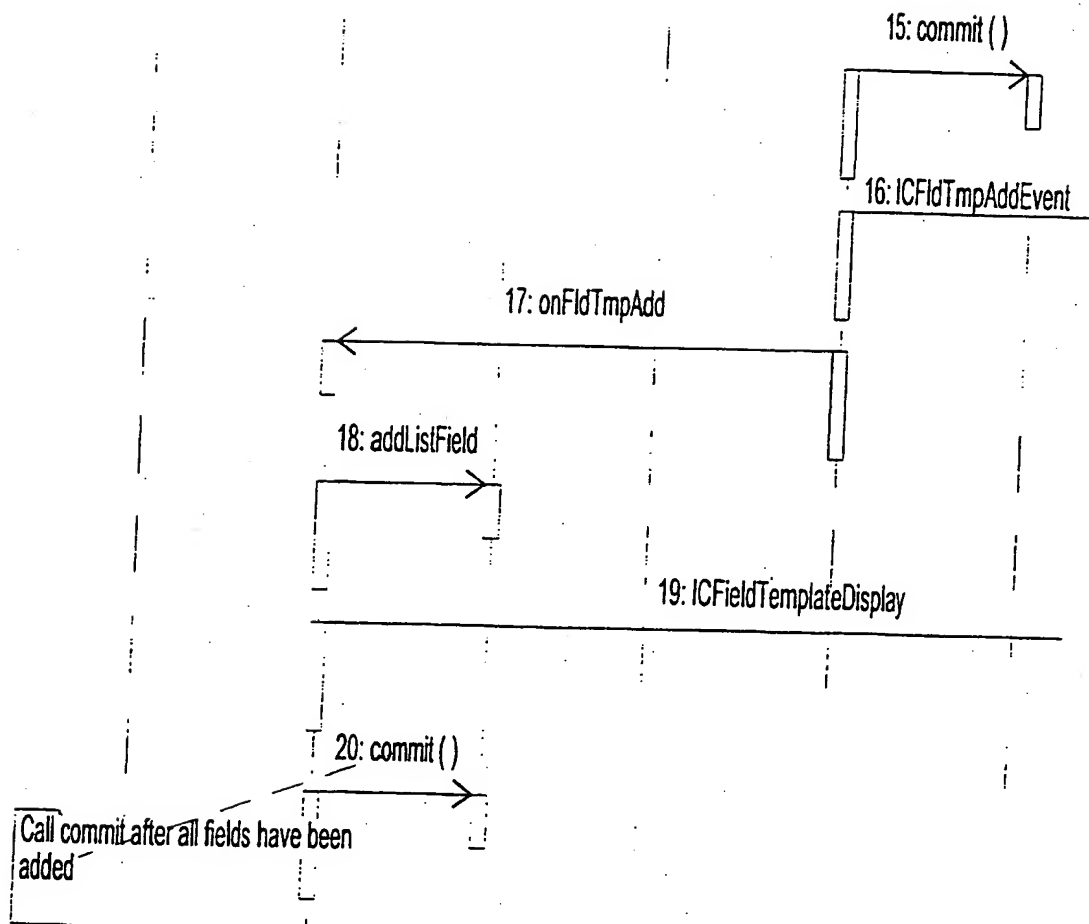 15: commit ( )
16: ICFldTmpAddEvent
17: onFldTmpAdd
18: addListField
19: ICFieldTemplateDisplay
20: commit ( )
Call commit after all fields have been
added